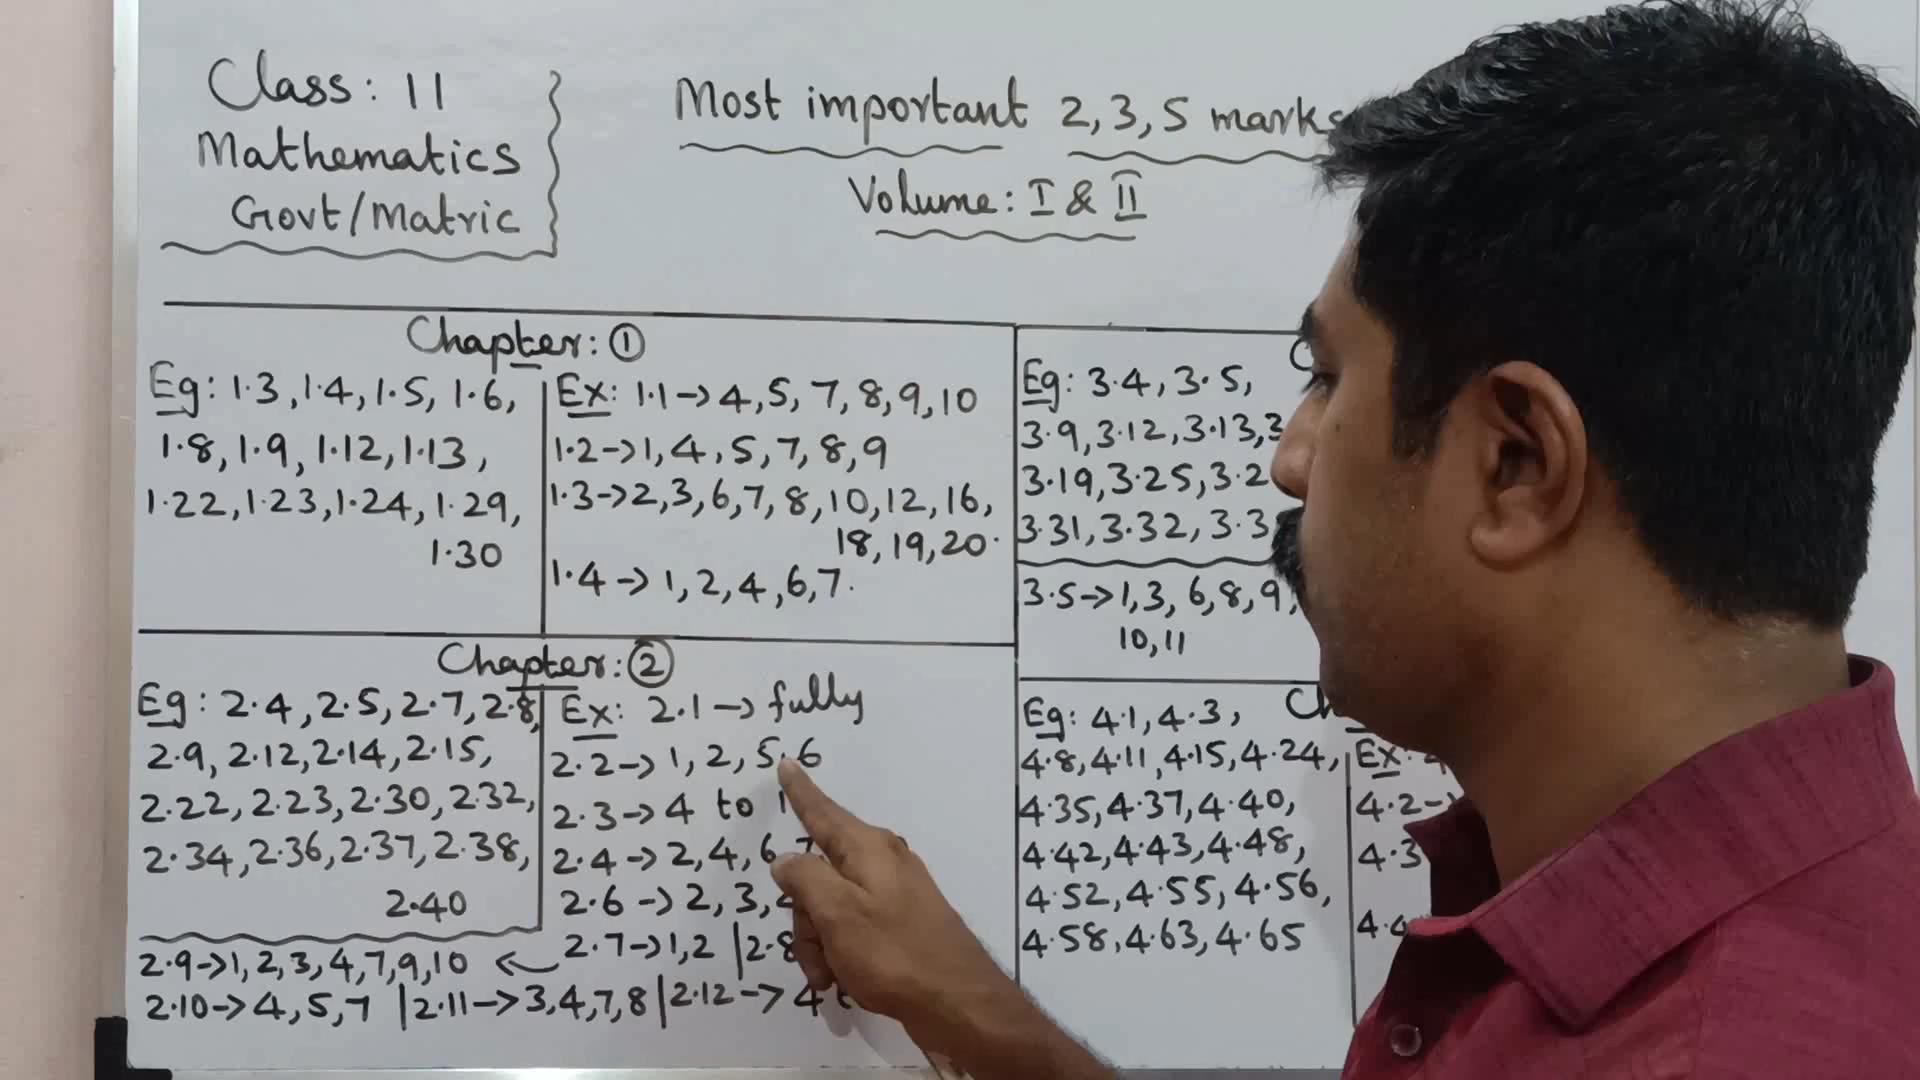 Class: 11
Mathematics
Govt/Matric
Most important 2, 3, 5 marks
Volume: I & II
Chapter: ①
Eg: 1.3, 1.4, 1.5, 1.6,
1.8, 1.9, 1.12, 1.13,
1.22, 1.23, 1.24, 1.29,
1.30
Ex: 1.1→4, 5, 7, 8, 9, 10
1.2→1, 4, 5, 7, 8, 9
1.3→2, 3, 6, 7, 8, 10, 12, 16,
18, 19, 20.
1.4→1, 2, 4, 6, 7.
Chapter: ②
Eg: 2.4, 2.5, 2.7, 2.8,
2.9, 2.12, 2.14, 2.15,
2.22, 2.23, 2.30, 2.32,
2.34, 2.36, 2.37, 2.38,
2.40
Ex: 2.1→fully
2.2→1, 2, 5, 6
2.3→4 to
2.4→2, 4, 6, 7
2.6→2, 3,
2.7→1, 2 | 2.8
2.9→1, 2, 3, 4, 7, 9, 10 ←
2.10→4, 5, 7 | 2.11→3, 4, 7, 8 | 2.12→4
Eg: 3.4, 3.5,
3.9, 3.12, 3.13,
3.19, 3.25,
3.31, 3.32,
3.5→1, 3, 6, 8, 9,
10, 11
Eg: 4.1, 4.3,
4.8, 4.11, 4.15, 4.24,
4.35, 4.37, 4.40,
4.42, 4.43, 4.48,
4.52, 4.55, 4.56,
4.58, 4.63, 4.65
Ex:
4.2→
4.3